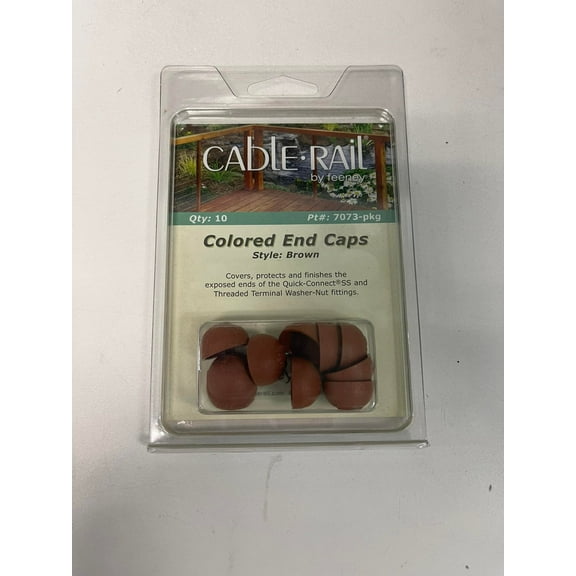 CABLE·RAIL®
by feeney
Qty: 10 Pt#: 7073-pkg
Colored End Caps
Style: Brown
Covers, protects and finishes the
exposed ends of the Quick-Connect®SS and
Threaded Terminal Washer-Nut fittings.